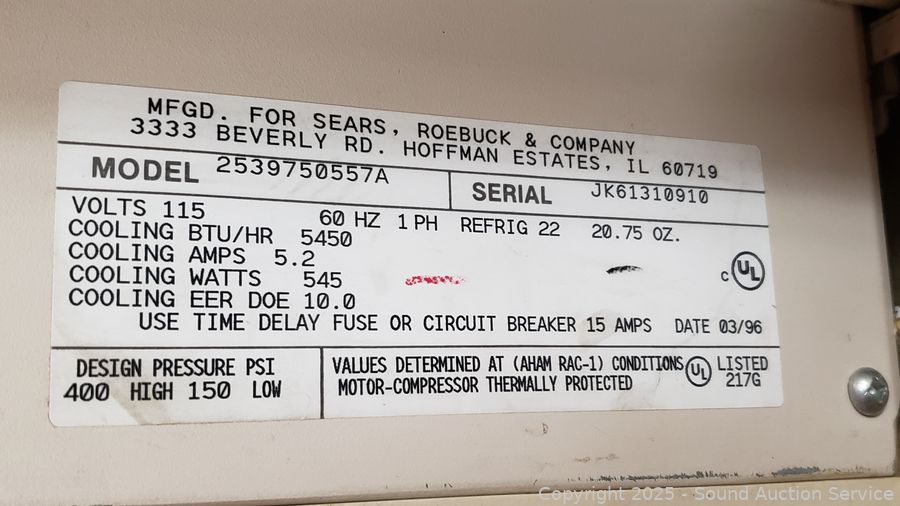 MFGD. FOR SEARS, ROEBUCK & COMPANY
3333 BEVERLY RD. HOFFMAN ESTATES, IL 60719
MODEL 2539750557A
SERIAL JK61310910
VOLTS 115 60 HZ 1 PH REFRIG 22 20.75 OZ.
COOLING BTU/HR 5450
COOLING AMPS 5.2
COOLING WATTS 545
COOLING EER DOE 10.0
C UL
USE TIME DELAY FUSE OR CIRCUIT BREAKER 15 AMPS DATE 03/96
DESIGN PRESSURE PSI
400 HIGH 150 LOW
VALUES DETERMINED AT (AHAM RAC-1) CONDITIONS
MOTOR-COMPRESSOR THERMALLY PROTECTED
UL LISTED
217G
Copyright 2025 - Sound Auction Service